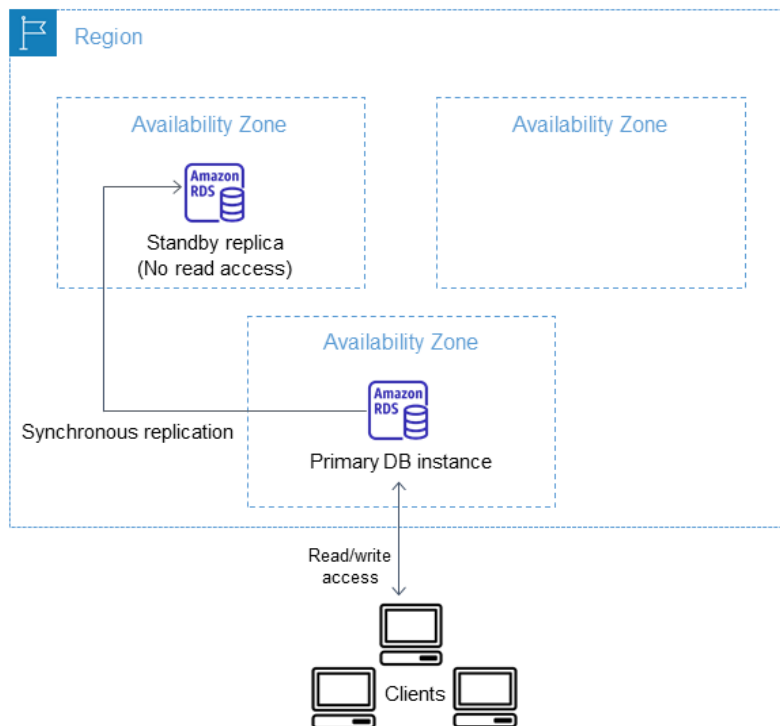 Region
Availability Zone
Availability Zone
Amazon
RDS
Standby replica
(No read access)
Availability Zone
Amazon
RDS
Synchronous replication
Primary DB instance
Read/write
access
Clients